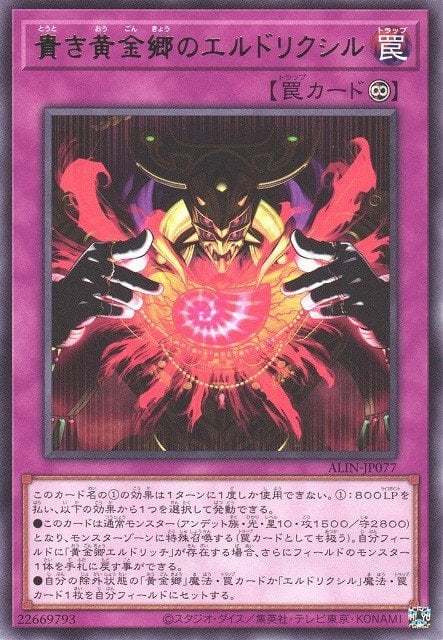 貴き黄金郷のエルドリクシル 罠
【罠カード】
ALIN-JP077
このカード名の①の効果は1ターンに1度しか使用できない。①:800LPを
払い、以下の効果から1つを選択して発動できる。
●このカードは通常モンスター(アンデット族・光・星10・攻1500/守2800)
となり、モンスターゾーンに特殊召喚する(罠カードとしても扱う)。自分フィー
ルドに「黄金卿エルドリッチ」が存在する場合、さらにフィールドのモンスター
1体を手札に戻す事ができる。
●自分の除外状態の「黄金郷」魔法・罠カードか「エルドリクシル」魔法・罠
カード1枚を自分フィールドにセットする。
22669793 ©スタジオ・ダイス/集英社・テレビ東京・KONAMI